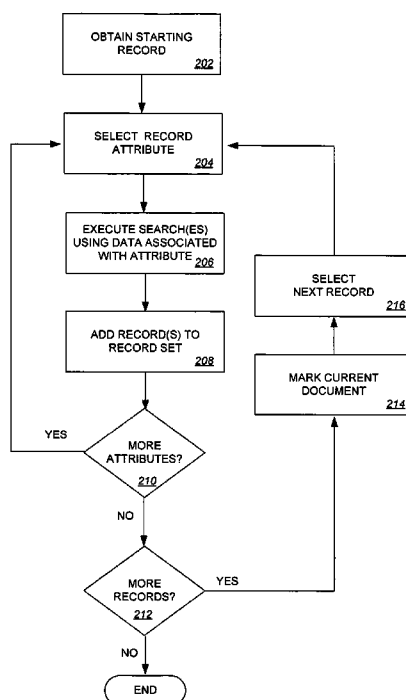 OBTAIN STARTING
RECORD
202
SELECT RECORD
ATTRIBUTE
204
EXECUTE SEARCH(ES)
USING DATA ASSOCIATED
WITH ATTRIBUTE
206
ADD RECORD(S) TO
RECORD SET
208
YES
MORE
ATTRIBUTES?
210
NO
MORE
RECORDS?
212
YES
NO
END
SELECT
NEXT RECORD
216
MARK CURRENT
DOCUMENT
214